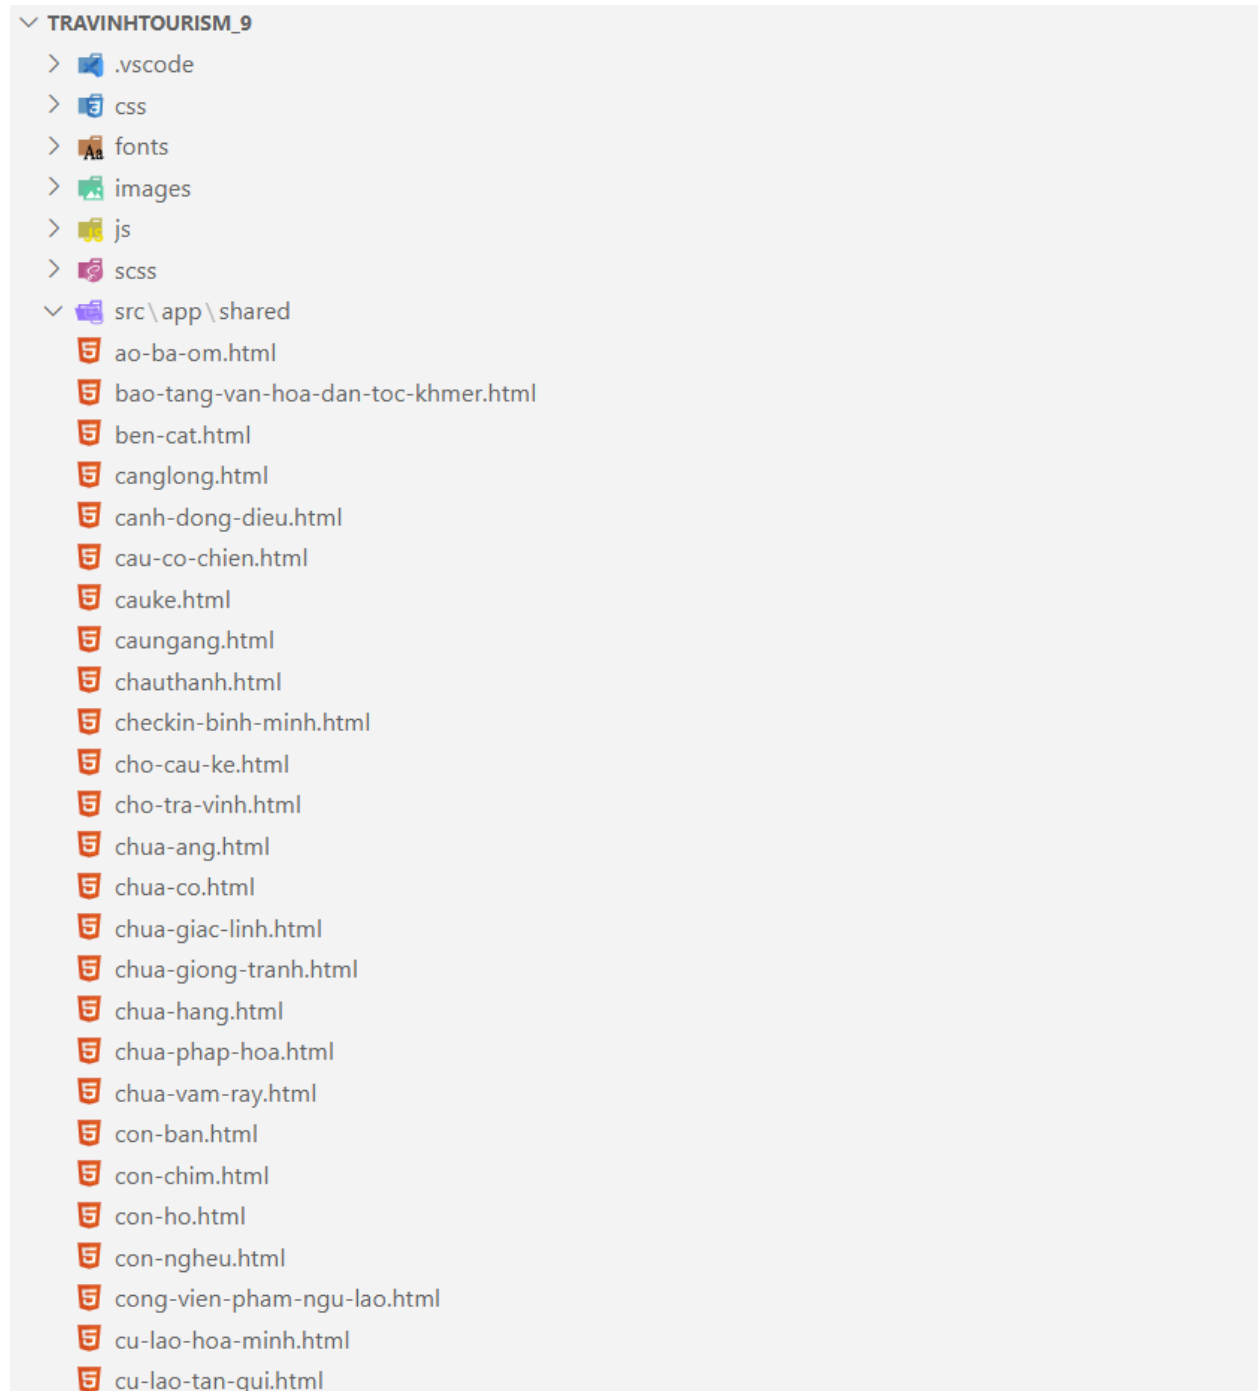 TRAVINHTOURISM_9
.vscode
css
fonts
images
js
scss
src\app\shared
ao-ba-om.html
bao-tang-van-hoa-dan-toc-khmer.html
ben-cat.html
canglong.html
canh-dong-dieu.html
cau-co-chien.html
cauke.html
caungang.html
chauthanh.html
checkin-binh-minh.html
cho-cau-ke.html
cho-tra-vinh.html
chua-ang.html
chua-co.html
chua-giac-linh.html
chua-giong-tranh.html
chua-hang.html
chua-phap-hoa.html
chua-vam-ray.html
con-ban.html
con-chim.html
con-ho.html
con-ngheu.html
cong-vien-pham-ngu-lao.html
cu-lao-hoa-minh.html
cu-lao-tan-qui.html